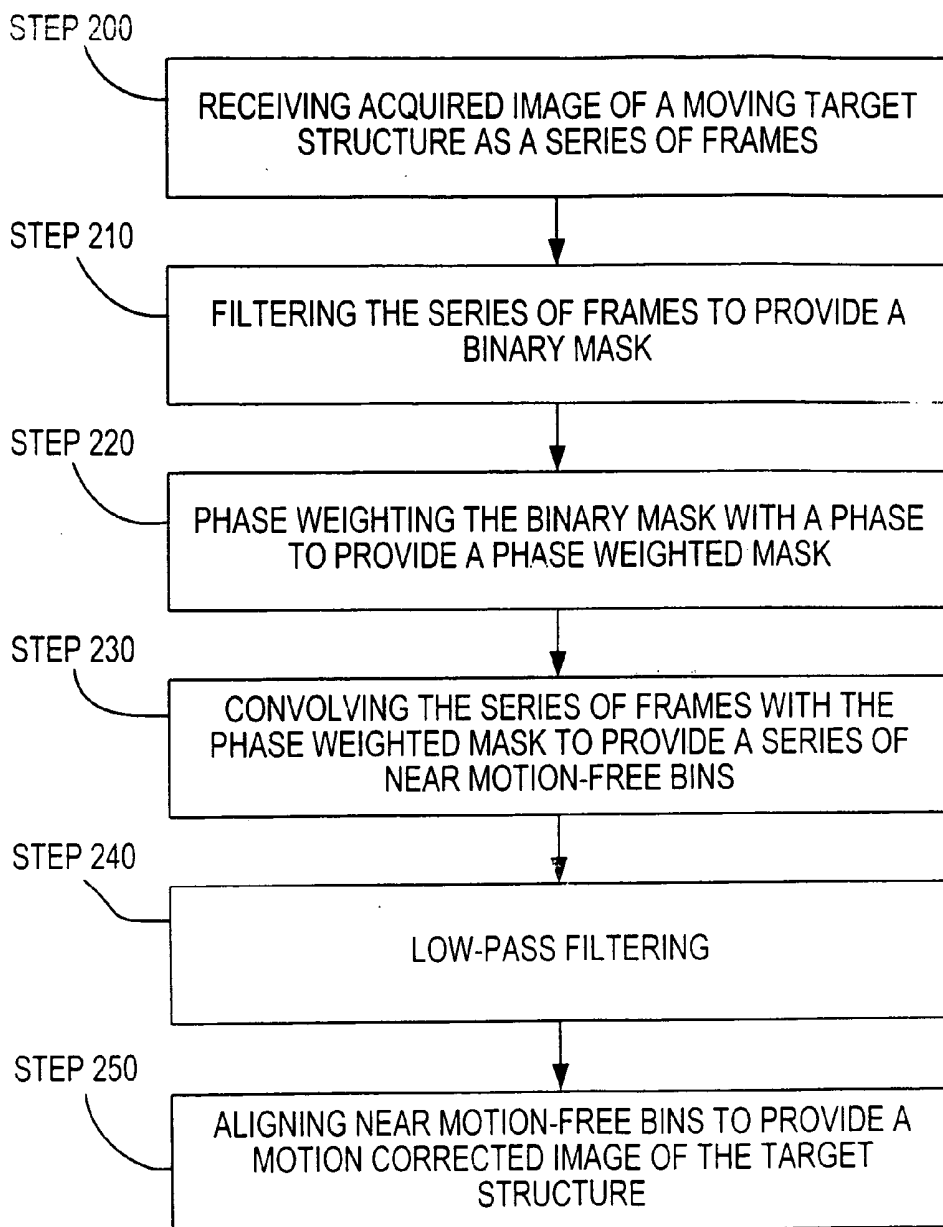 STEP 200
RECEIVING ACQUIRED IMAGE OF A MOVING TARGET
STRUCTURE AS A SERIES OF FRAMES
STEP 210
FILTERING THE SERIES OF FRAMES TO PROVIDE A
BINARY MASK
STEP 220
PHASE WEIGHTING THE BINARY MASK WITH A PHASE
TO PROVIDE A PHASE WEIGHTED MASK
STEP 230
CONVOLVING THE SERIES OF FRAMES WITH THE
PHASE WEIGHTED MASK TO PROVIDE A SERIES OF
NEAR MOTION-FREE BINS
STEP 240
LOW-PASS FILTERING
STEP 250
ALIGNING NEAR MOTION-FREE BINS TO PROVIDE A
MOTION CORRECTED IMAGE OF THE TARGET
STRUCTURE